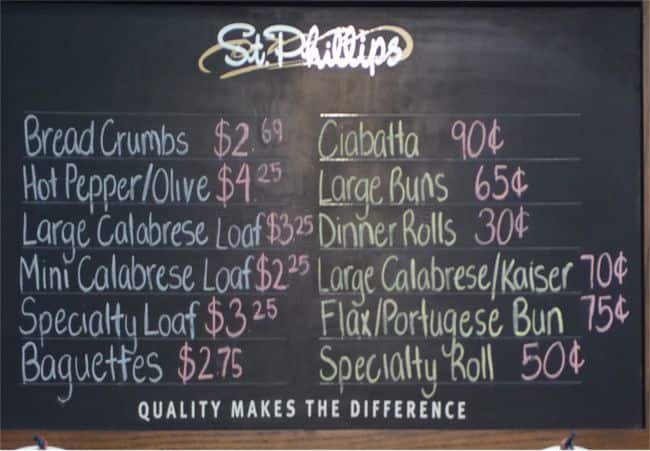 St. Phillips
Bread Crumbs $2.69
Hot Pepper/Olive $4.25
Large Calabrese Loaf $3.25
Mini Calabrese Loaf $2.25
Specialty Loaf $3.25
Baguettes $2.75
Ciabatta 90¢
Large Buns 65¢
Dinner Rolls 30¢
Large Calabrese/Kaiser 70¢
Flax/Portugese Bun 75¢
Specialty Roll 50¢
QUALITY MAKES THE DIFFERENCE